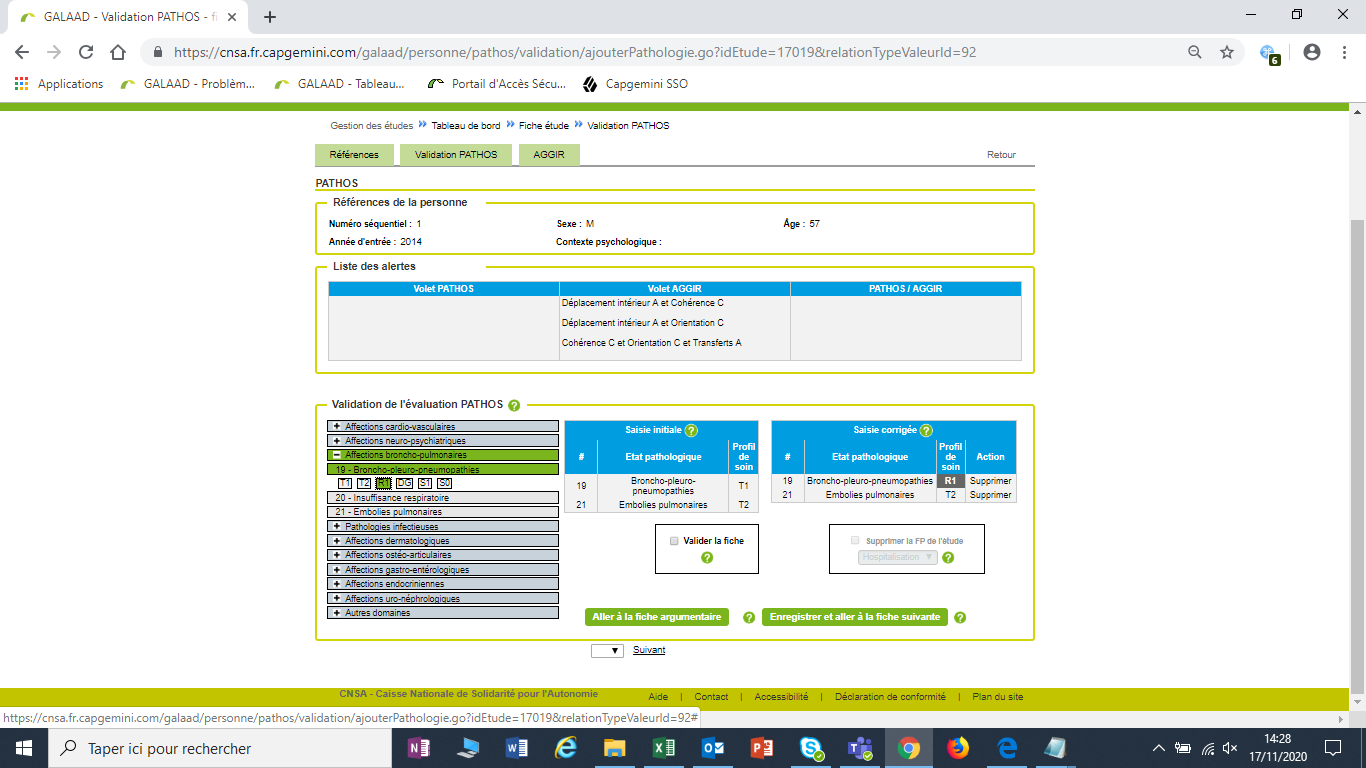 GALAAD - Validation PATHOS - fi
https://cnsa.fr.capgemini.com/galaad/personne/pathos/validation/ajouterPathologie.go?idEtude=17019&relationTypeValeurId=92
6
Applications GALAAD - Problèm... GALAAD - Tableau... Portail d'Accès Sécu... Capgemini SSO
Gestion des études Tableau de bord Fiche étude Validation PATHOS
Références Validation PATHOS AGGIR Retour
PATHOS
Références de la personne
Numéro séquentiel : 1 Sexe : M Âge : 57
Année d'entrée : 2014 Contexte psychologique :
Liste des alertes
Volet PATHOS Volet AGGIR PATHOS / AGGIR
Déplacement intérieur A et Cohérence C
Déplacement intérieur A et Orientation C
Cohérence C et Orientation C et Transferts A
Validation de l'évaluation PATHOS ?
+ Affections cardio-vasculaires
+ Affections neuro-psychiatriques
- Affections broncho-pulmonaires
19 - Broncho-pleuro-pneumopathies
T1 T2 R1 DG S1 S0
20 - Insuffisance respiratoire
21 - Embolies pulmonaires
+ Pathologies infectieuses
+ Affections dermatologiques
+ Affections ostéo-articulaires
+ Affections gastro-entérologiques
+ Affections endocriniennes
+ Affections uro-néphrologiques
+ Autres domaines
Saisie initiale ?
# Etat pathologique Profil de soin
19 Broncho-pleuro-pneumopathies T1
21 Embolies pulmonaires T2
Saisie corrigée ?
# Etat pathologique Profil de soin Action
19 Broncho-pleuro-pneumopathies R1 Supprimer
21 Embolies pulmonaires T2 Supprimer
Valider la fiche
?
Supprimer la FP de l'étude
Hospitalisation ?
Aller à la fiche argumentaire ? Enregistrer et aller à la fiche suivante ?
Suivant
CNSA - Caisse Nationale de Solidarité pour l'Autonomie Aide | Contact | Accessibilité | Déclaration de conformité | Plan du site
https://cnsa.fr.capgemini.com/galaad/personne/pathos/validation/ajouterPathologie.go?idEtude=17019&relationTypeValeurId=92#
Taper ici pour rechercher
14:28
17/11/2020